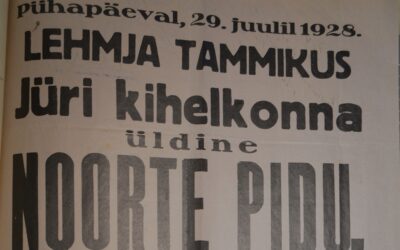 Pühapäeval, 29. juulil 1928.
LEHMJA TAMMIKUS
Jüri kihelkonna
üldine
NOORTE PIDU.